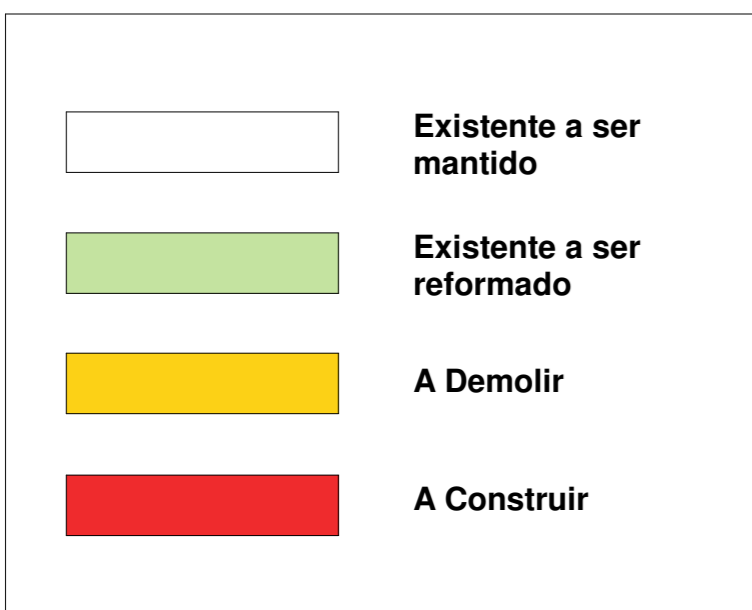 Existente a ser
mantido
Existente a ser
reformado
A Demolir
A Construir